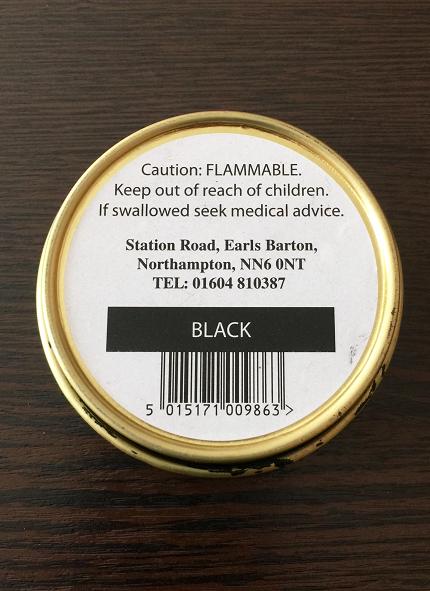 Caution: FLAMMABLE.
Keep out of reach of children.
If swallowed seek medical advice.
Station Road, Earls Barton,
Northampton, NN6 0NT
TEL: 01604 810387
BLACK
5 015171 009863 >